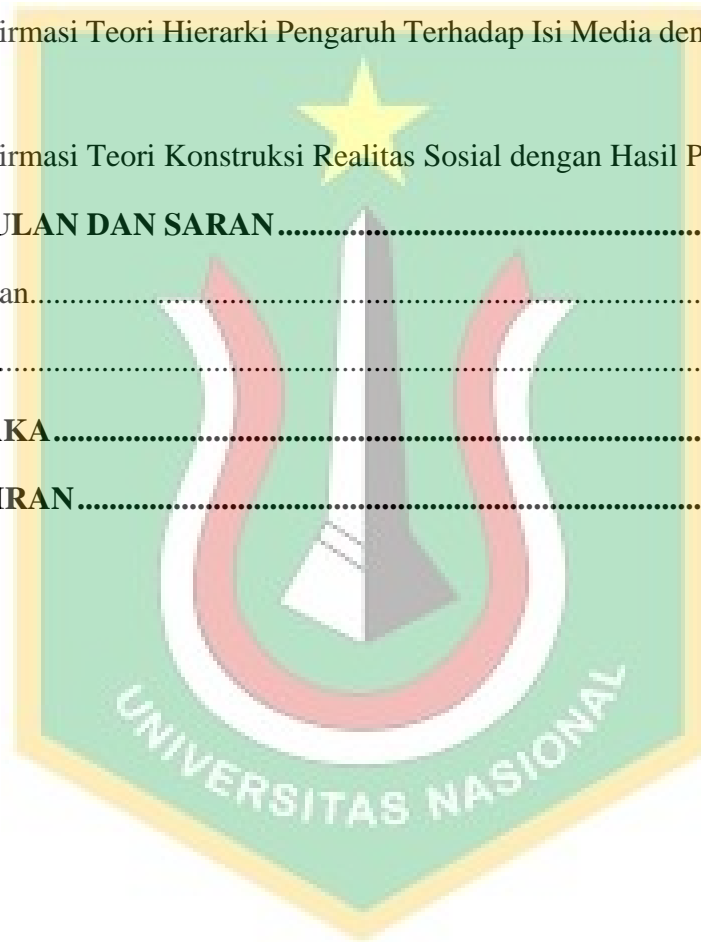 irmasi Teori Hierarki Pengaruh Terhadap Isi Media den
irmasi Teori Konstruksi Realitas Sosial dengan Hasil P
ULAN DAN SARAN........................................................
an....................................................................................
........................................................................................
AKA................................................................................
IRAN.............................................................................
UNIVERSITAS NASIONAL